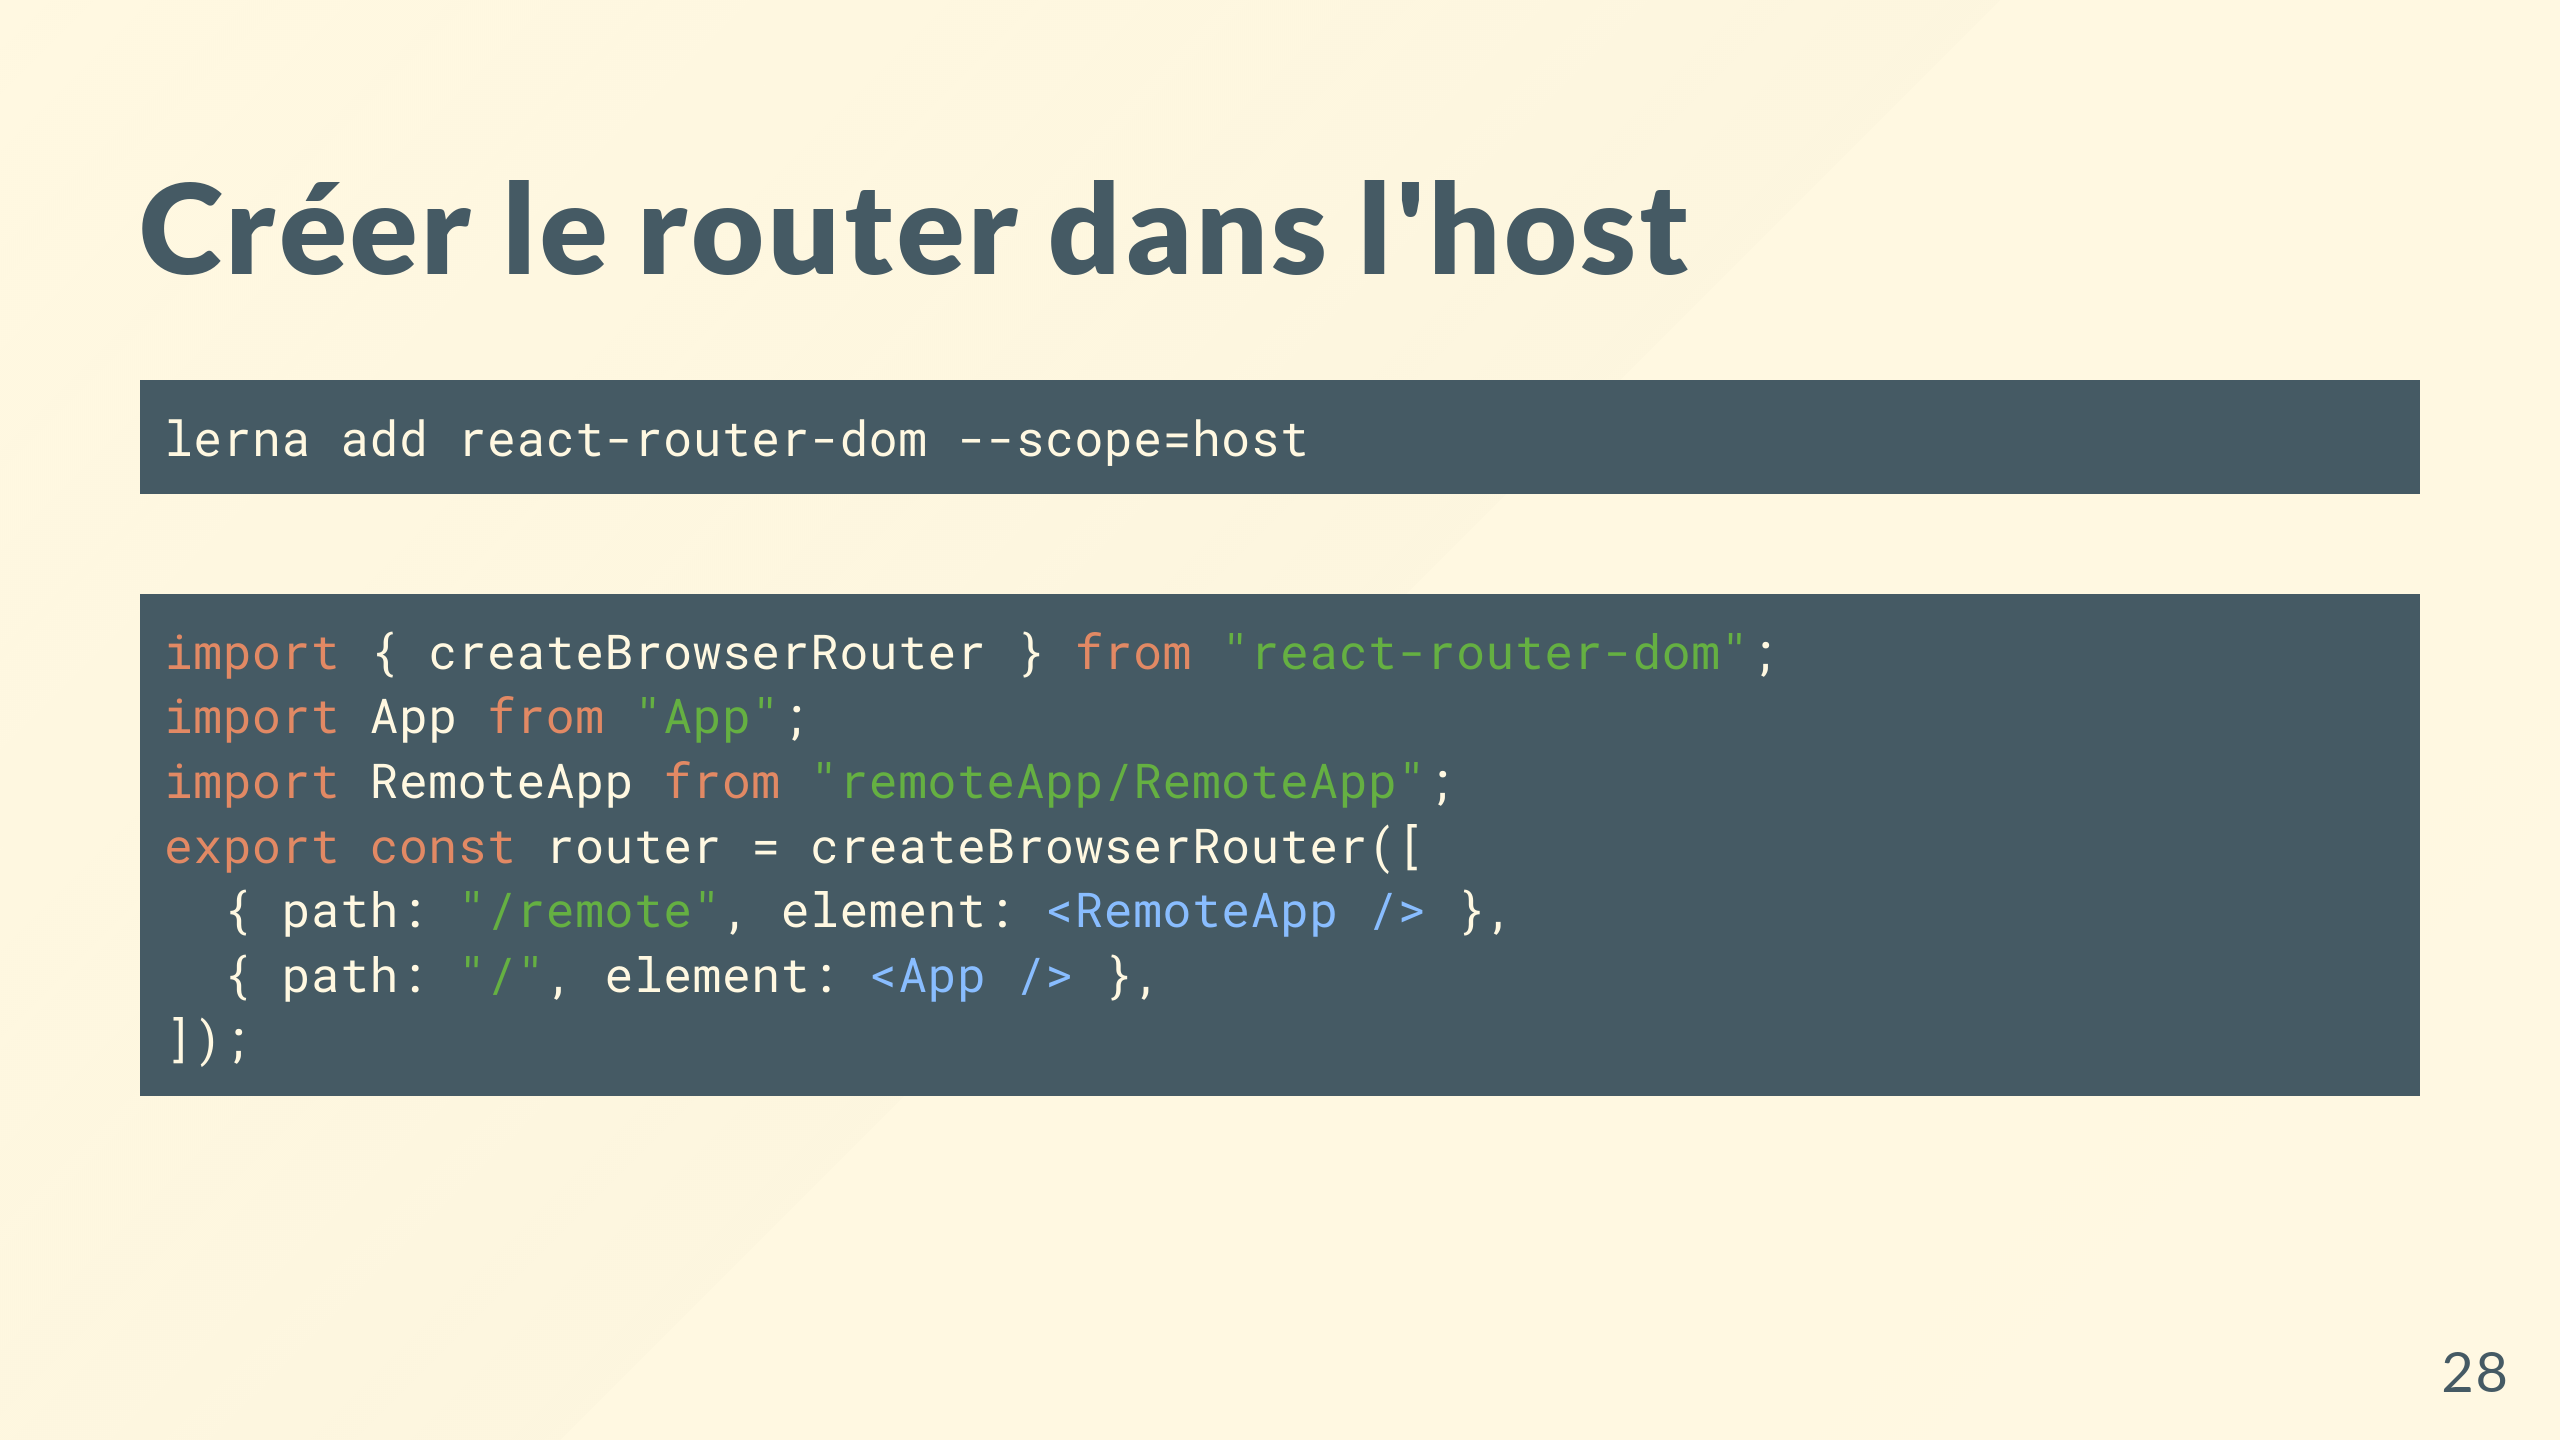 Créer le router dans l'host
lerna add react-router-dom --scope=host
import { createBrowserRouter } from "react-router-dom";
import App from "App";
import RemoteApp from "remoteApp/RemoteApp";
export const router = createBrowserRouter([
  { path: "/remote", element: <RemoteApp /> },
  { path: "/", element: <App /> },
]);
28